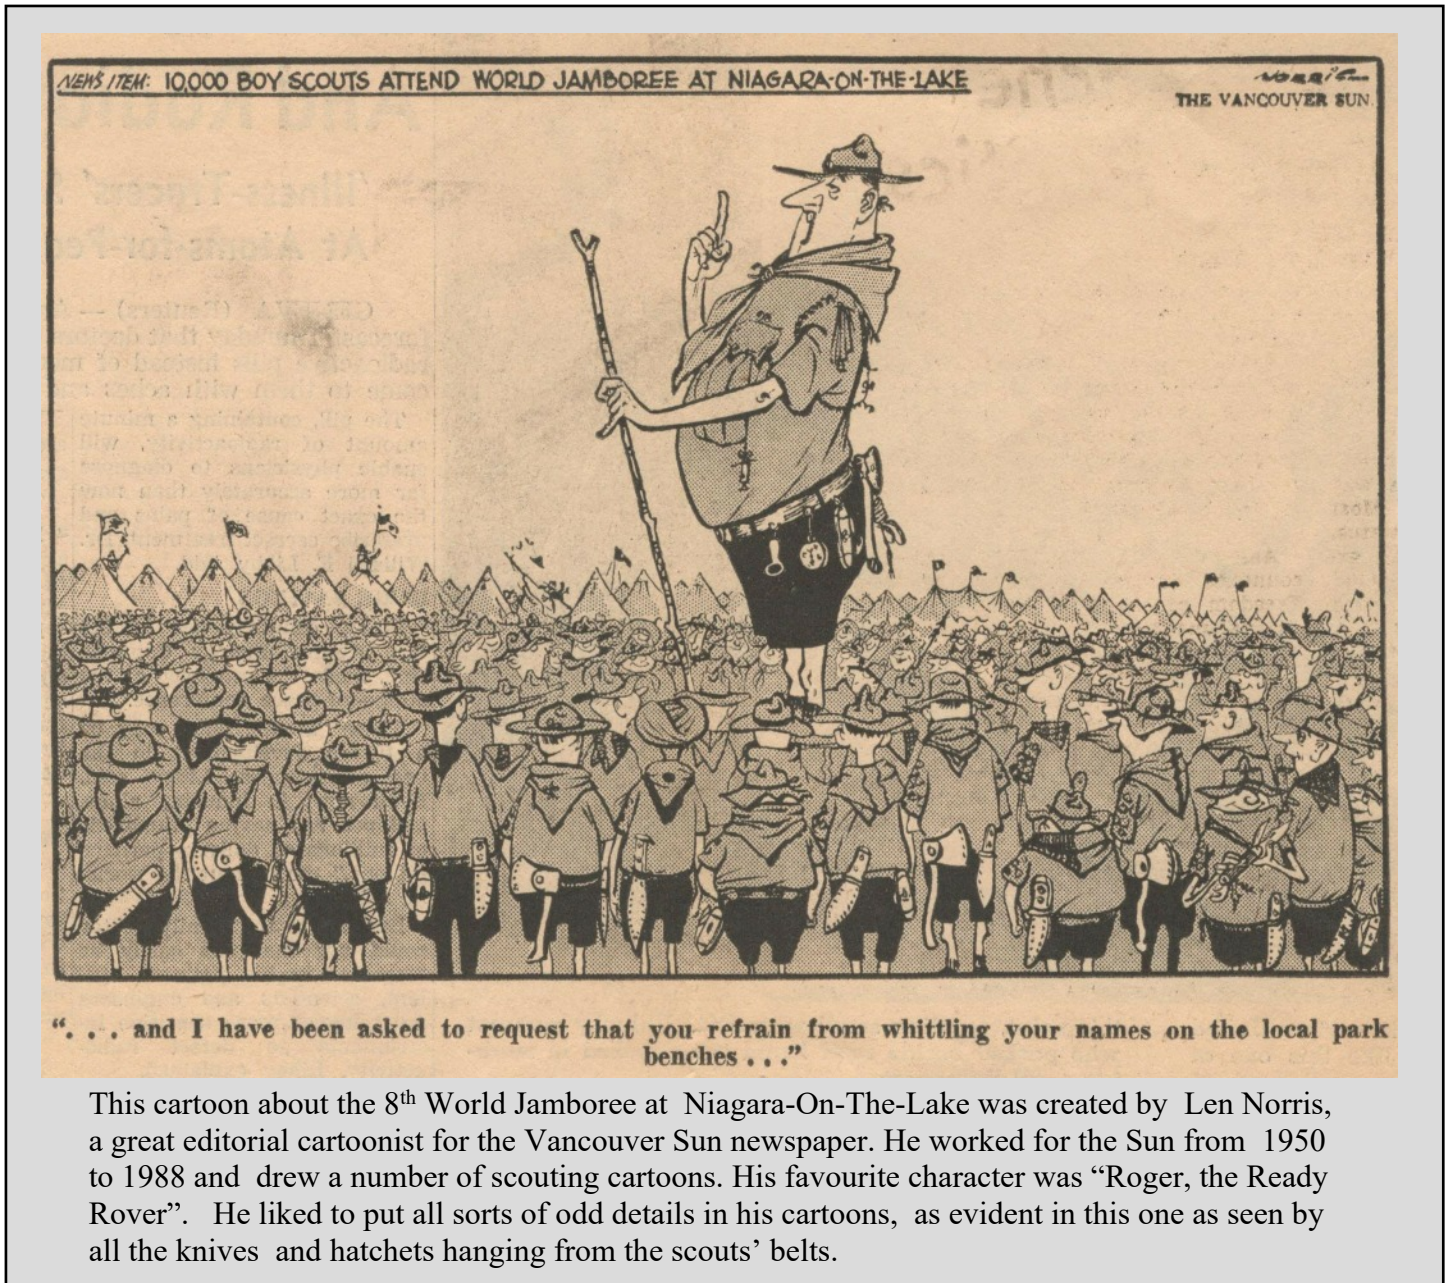 NEWS ITEM: 10,000 BOY SCOUTS ATTEND WORLD JAMBOREE AT NIAGARA-ON-THE-LAKE
NORRIS
THE VANCOUVER SUN.
“. . . and I have been asked to request that you refrain from whittling your names on the local park
benches . . .”
This cartoon about the 8th World Jamboree at Niagara-On-The-Lake was created by Len Norris,
a great editorial cartoonist for the Vancouver Sun newspaper. He worked for the Sun from 1950
to 1988 and drew a number of scouting cartoons. His favourite character was “Roger, the Ready
Rover”. He liked to put all sorts of odd details in his cartoons, as evident in this one as seen by
all the knives and hatchets hanging from the scouts’ belts.